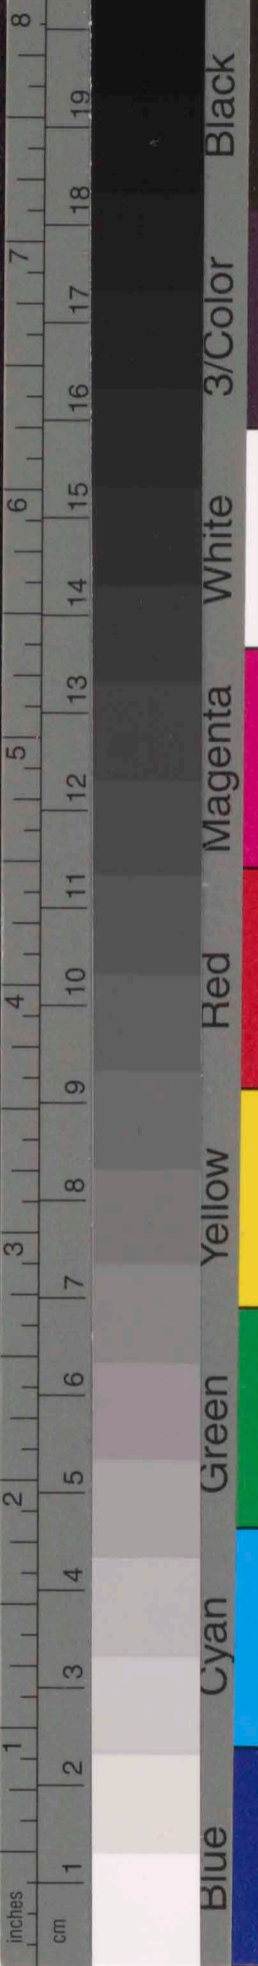 inches 1 2 3 4 5 6 7 8
cm 1 2 3 4 5 6 7 8 9 10 11 12 13 14 15 16 17 18 19
Blue Cyan Green Yellow Red Magenta White 3/Color Black